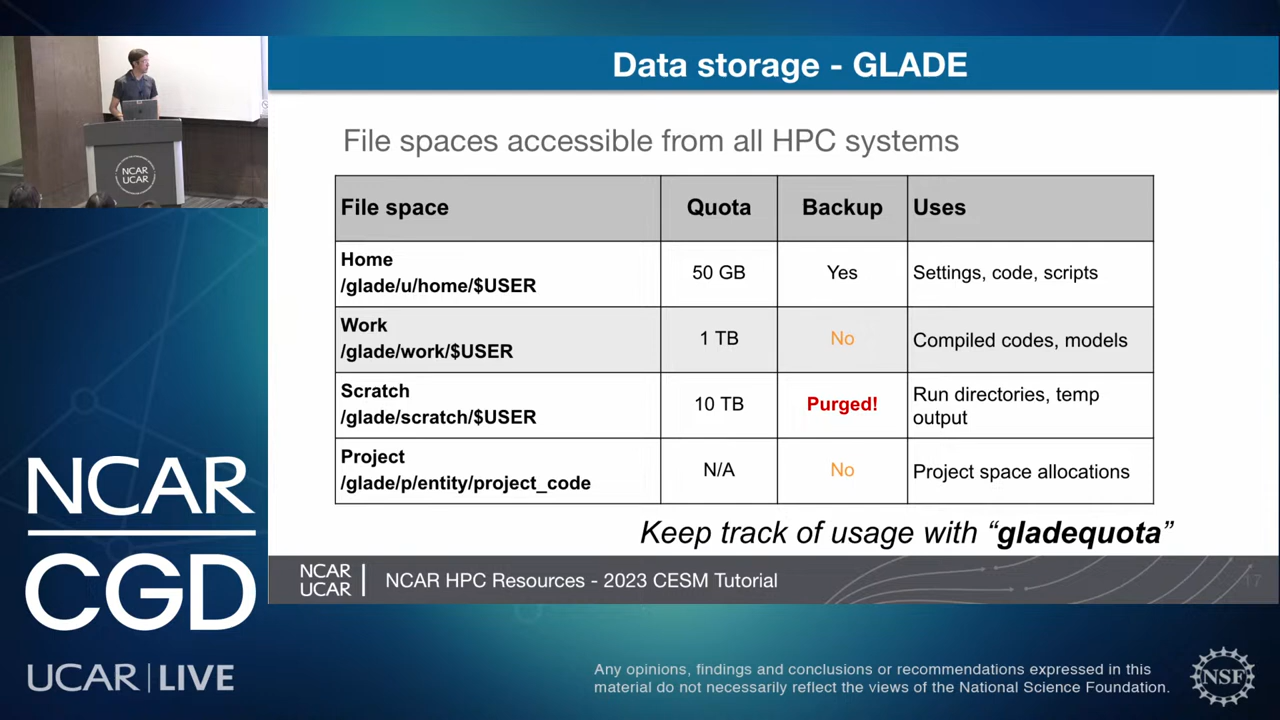 Data storage - GLADE
File spaces accessible from all HPC systems
File space Quota Backup Uses
Home
/glade/u/home/$USER
50 GB
Yes
Settings, code, scripts
Work
/glade/work/$USER
1 TB
No
Compiled codes, models
Scratch
/glade/scratch/$USER
10 TB
Purged!
Run directories, temp
output
Project
/glade/p/entity/project_code
N/A
No
Project space allocations
Keep track of usage with “gladequota”
NCAR
UCAR
NCAR HPC Resources - 2023 CESM Tutorial
17
NCAR
UCAR
NCAR
CGD
UCAR | LIVE
Any opinions, findings and conclusions or recommendations expressed in this
material do not necessarily reflect the views of the National Science Foundation.
NSF